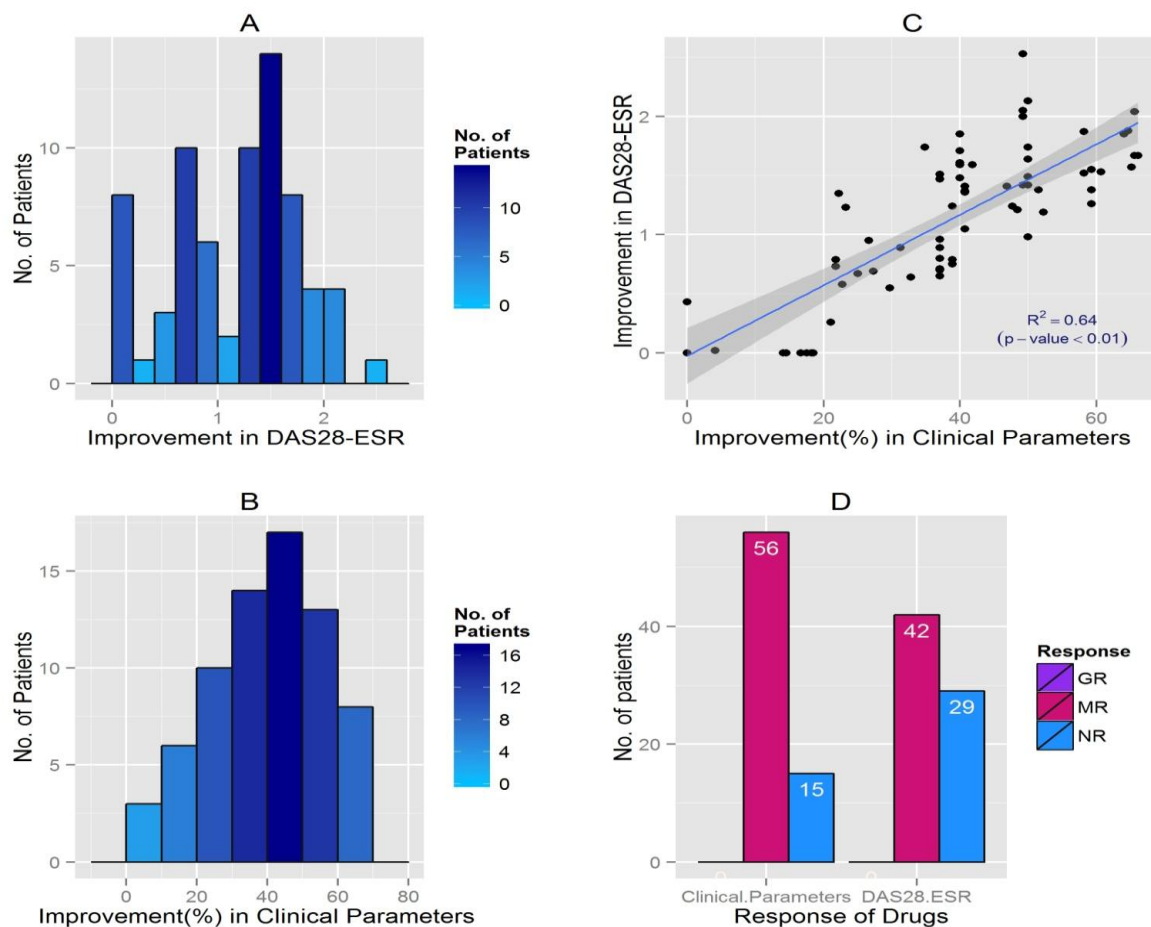 A
10
5
0
No. of Patients
0 1 2
Improvement in DAS28-ESR
No. of
Patients
10
5
0
C
2
1
0
Improvement in DAS28-ESR
R² = 0.64
(p − value < 0.01)
0 20 40 60
Improvement(%) in Clinical Parameters
B
15
10
5
0
No. of Patients
0 20 40 60 80
Improvement(%) in Clinical Parameters
No. of
Patients
16
12
8
4
0
D
40
20
0
No. of patients
56
42
29
15
0 0
Clinical.Parameters DAS28.ESR
Response of Drugs
Response
GR
MR
NR